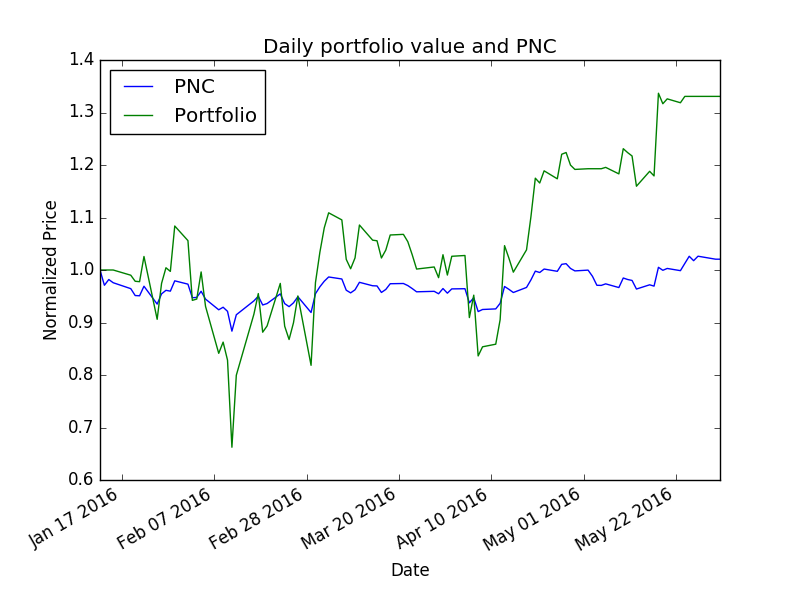 Daily portfolio value and PNC
PNC
Portfolio
1.4
1.3
1.2
1.1
1.0
0.9
0.8
0.7
0.6
Normalized Price
Jan 17 2016
Feb 07 2016
Feb 28 2016
Mar 20 2016
Apr 10 2016
May 01 2016
May 22 2016
Date